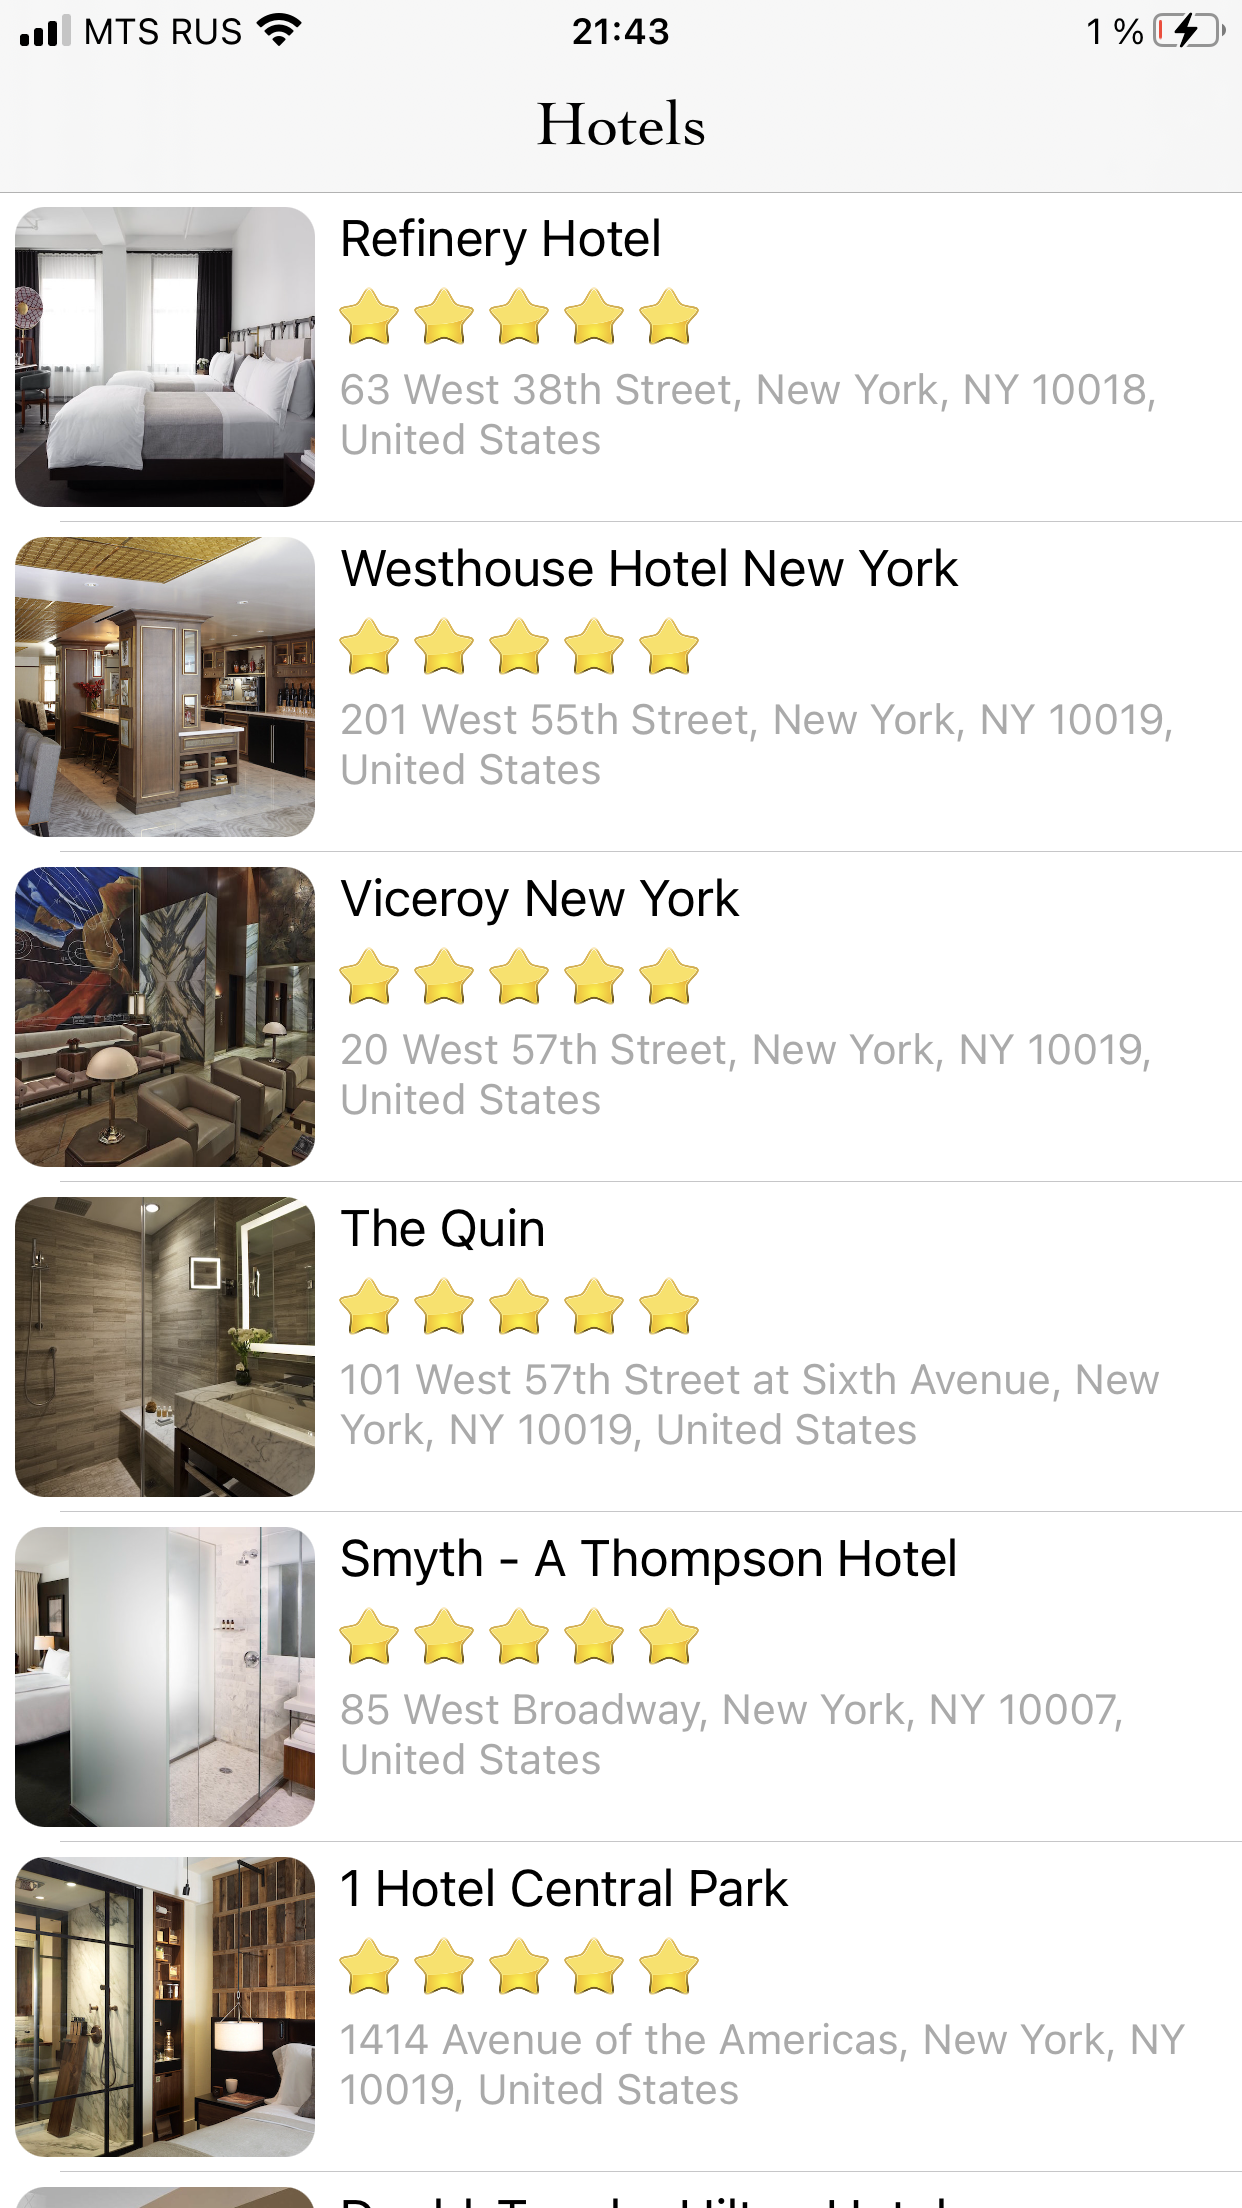 MTS RUS 21:43 1 %
Hotels
Refinery Hotel
63 West 38th Street, New York, NY 10018,
United States
Westhouse Hotel New York
201 West 55th Street, New York, NY 10019,
United States
Viceroy New York
20 West 57th Street, New York, NY 10019,
United States
The Quin
101 West 57th Street at Sixth Avenue, New
York, NY 10019, United States
Smyth - A Thompson Hotel
85 West Broadway, New York, NY 10007,
United States
1 Hotel Central Park
1414 Avenue of the Americas, New York, NY
10019, United States